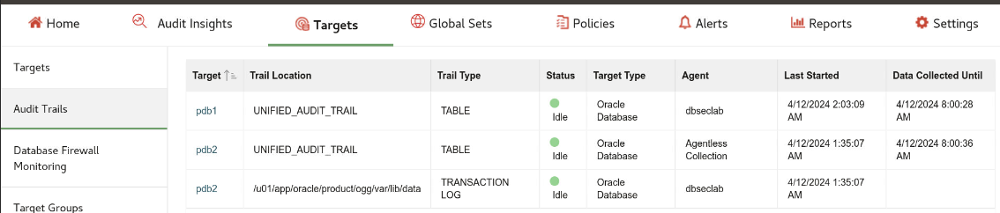 Home Audit Insights Targets Global Sets Policies Alerts Reports Settings
Targets
Audit Trails
Database Firewall
Monitoring
Target Groups
Target Trail Location Trail Type Status Target Type Agent Last Started Data Collected Until
pdb1 UNIFIED_AUDIT_TRAIL TABLE Idle Oracle Database dbseclab 4/12/2024 2:03:09 AM 4/12/2024 8:00:28 AM
pdb2 UNIFIED_AUDIT_TRAIL TABLE Idle Oracle Database Agentless Collection 4/12/2024 1:35:07 AM 4/12/2024 8:00:36 AM
pdb2 /u01/app/oracle/product/ogg/var/lib/data TRANSACTION LOG Idle Oracle Database dbseclab 4/12/2024 1:35:07 AM